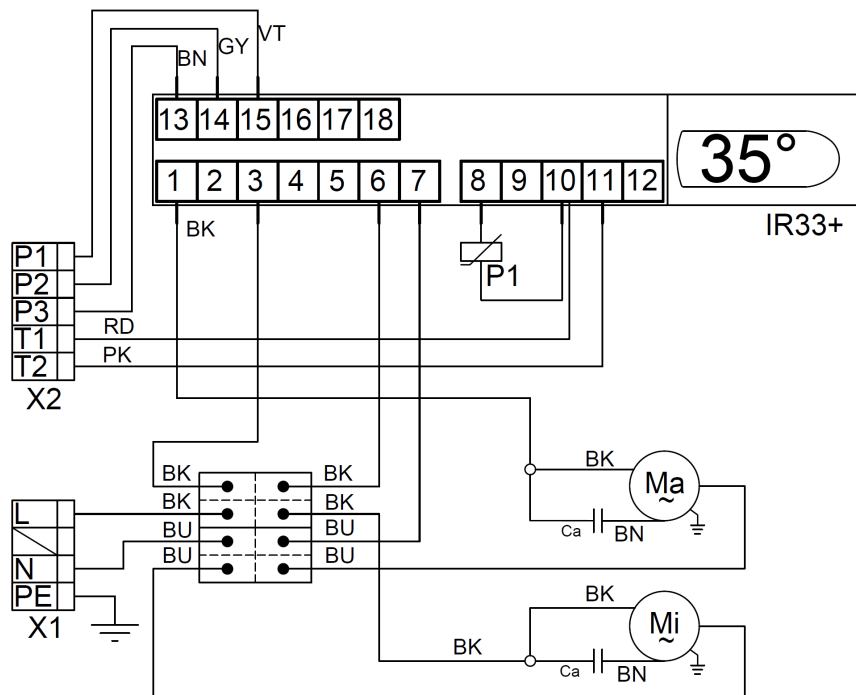 VT
GY
BN
13 14 15 16 17 18
35°
1 2 3 4 5 6 7 8 9 10 11 12
BK
IR33+
P1
P2
P3
T1
T2
X2
P1
RD
PK
BK BK
BK BK
BU BU
BU BU
L
N
PE
X1
BK
Ma
~
Ca
BN
BK
Mi
~
BK
Ca
BN